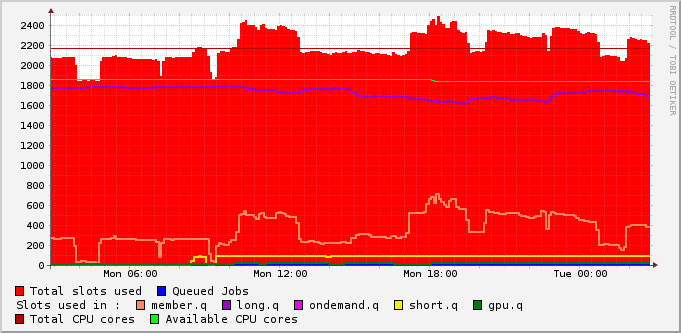 2400
2200
2000
1800
1600
1400
1200
1000
800
600
400
200
0
Mon 06:00 Mon 12:00 Mon 18:00 Tue 00:00
Total slots used Queued Jobs
Slots used in : member.q long.q ondemand.q short.q gpu.q
Total CPU cores Available CPU cores
RRDTOOL / TOBI OETIKER